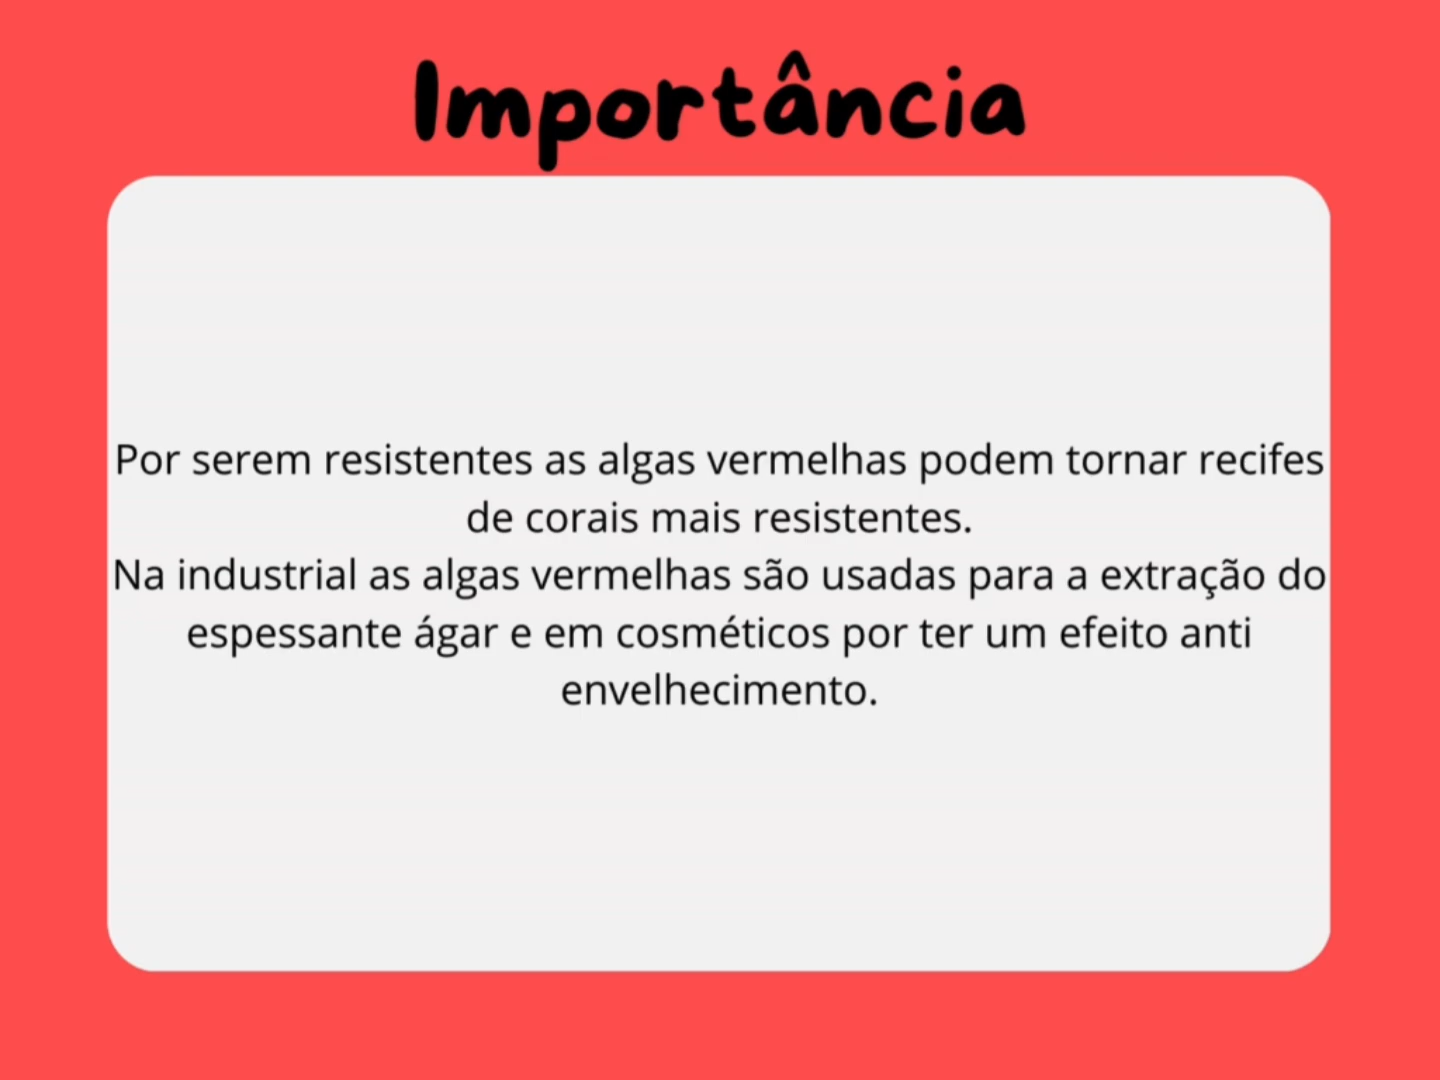 Importância
Por serem resistentes as algas vermelhas podem tornar recifes
de corais mais resistentes.
Na industrial as algas vermelhas são usadas para a extração do
espessante ágar e em cosméticos por ter um efeito anti
envelhecimento.